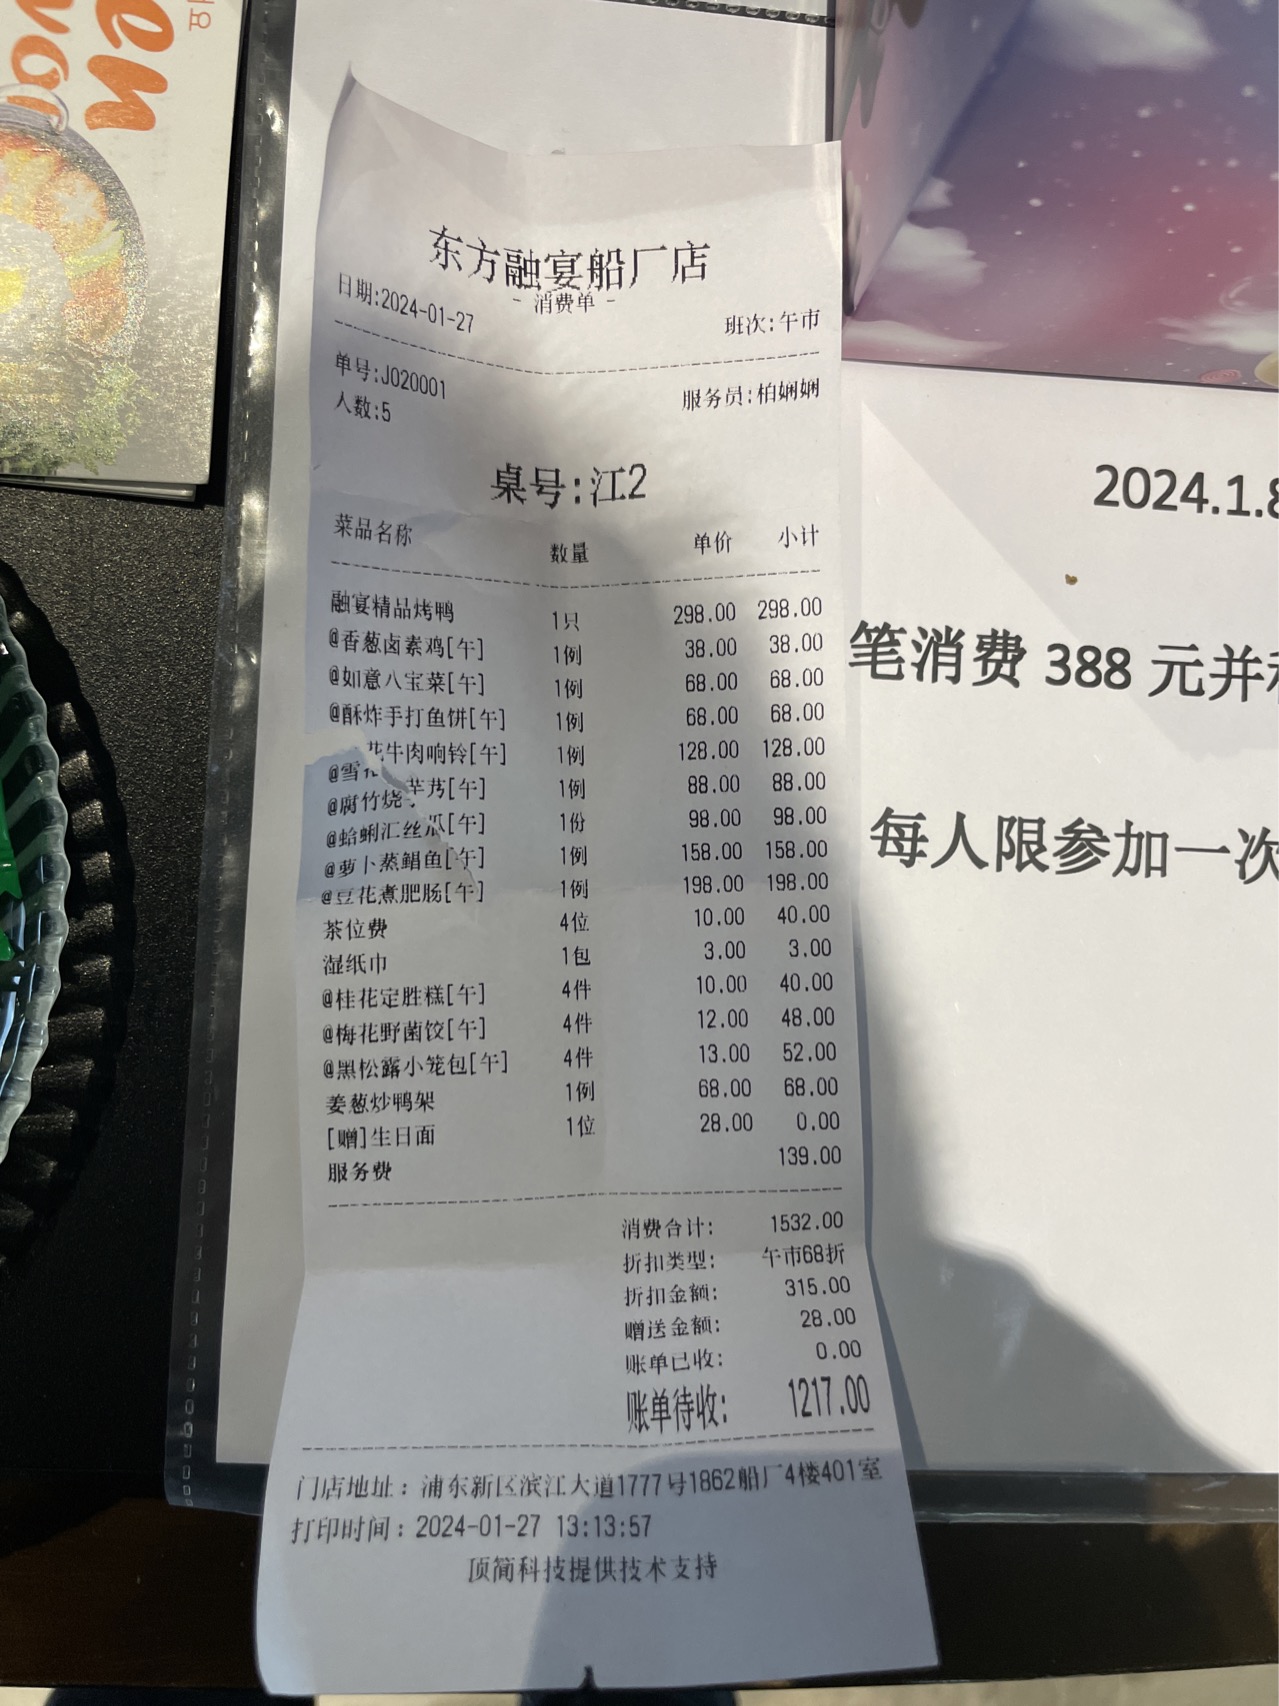 en
东方融宴船厂店
- 消费单 -
日期:2024-01-27 班次:午市
单号:J020001
人数:5 服务员:柏娴娴
桌号:江2
菜品名称 数量 单价 小计
融宴精品烤鸭 1只 298.00 298.00
@香葱卤素鸡[午] 1例 38.00 38.00
@如意八宝菜[午] 1例 68.00 68.00
@酥炸手打鱼饼[午] 1例 68.00 68.00
@雪花牛肉响铃[午] 1例 128.00 128.00
@腐竹烧 芋艿[午] 1例 88.00 88.00
@蛤蜊汇丝瓜[午] 1份 98.00 98.00
@萝卜蒸鲳鱼[午] 1例 158.00 158.00
@豆花煮肥肠[午] 1例 198.00 198.00
茶位费 4位 10.00 40.00
湿纸巾 1包 3.00 3.00
@桂花定胜糕[午] 4件 10.00 40.00
@梅花野菌饺[午] 4件 12.00 48.00
@黑松露小笼包[午] 4件 13.00 52.00
姜葱炒鸭架 1例 68.00 68.00
[赠]生日面 1位 28.00 0.00
服务费 139.00
消费合计: 1532.00
折扣类型: 午市68折
折扣金额: 315.00
赠送金额: 28.00
账单已收: 0.00
账单待收: 1217.00
门店地址：浦东新区滨江大道1777号1862船厂4楼401室
打印时间：2024-01-27 13:13:57
顶简科技提供技术支持
2024.1.8
笔消费 388 元并
每人限参加一次